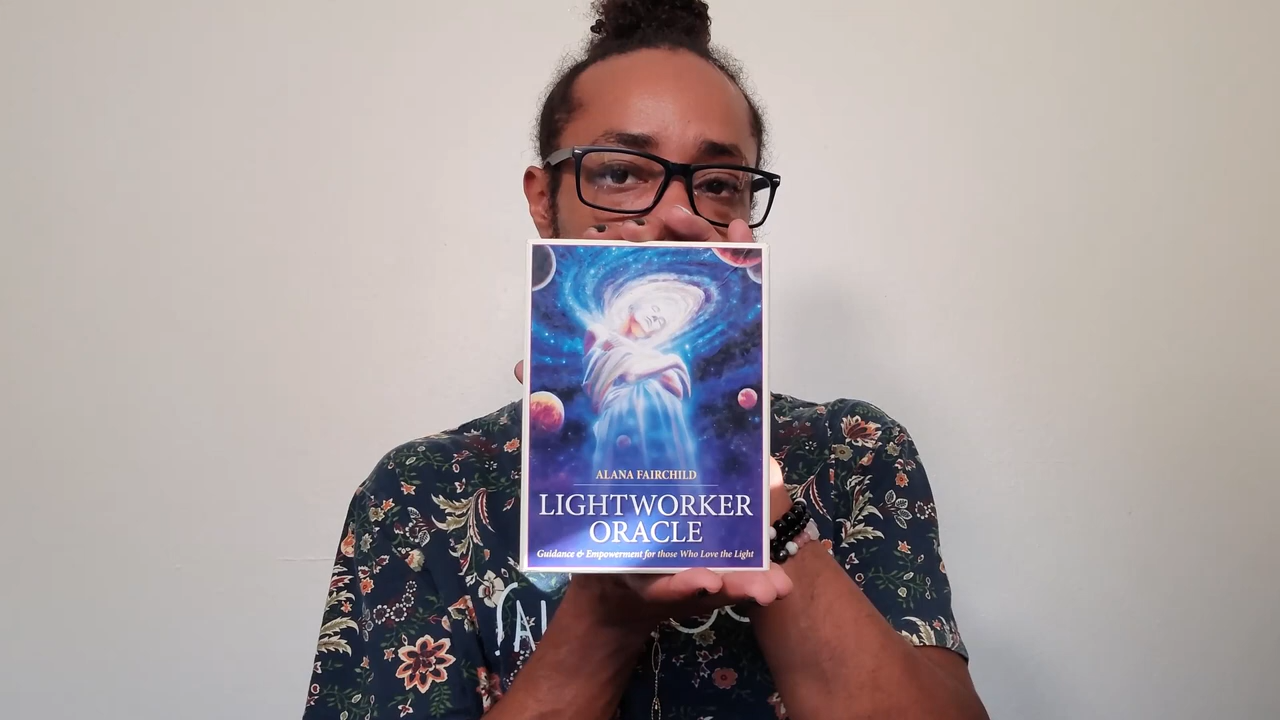 ALANA FAIRCHILD
LIGHTWORKER
ORACLE
Guidance & Empowerment for those Who Love the Light